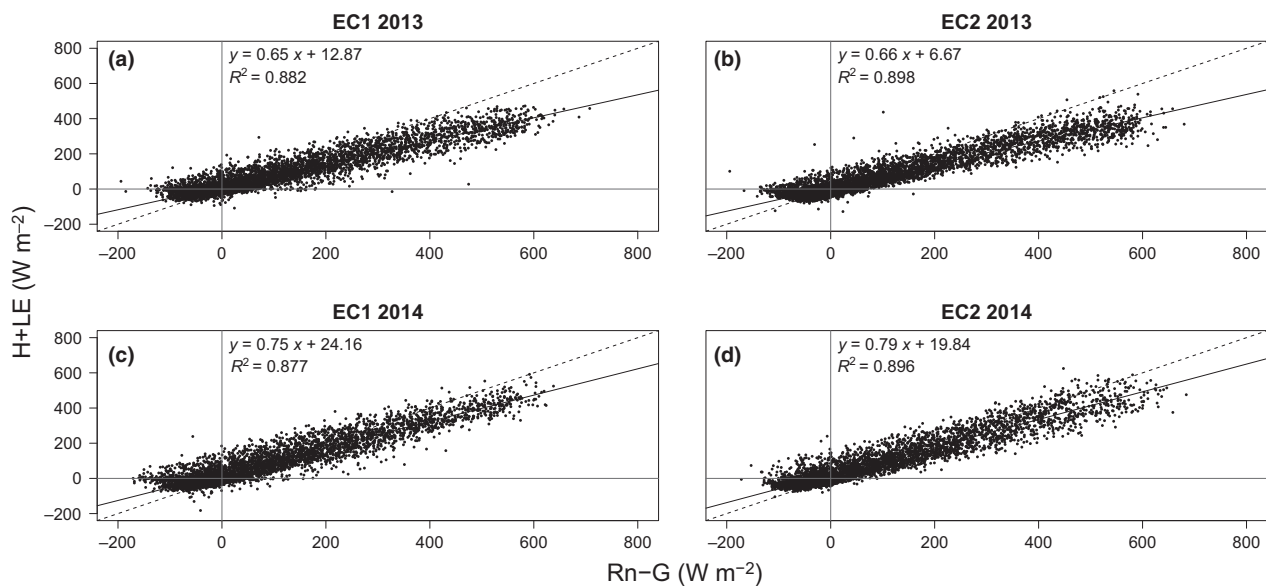 EC1 2013
EC2 2013
(a)
y = 0.65 x + 12.87
R² = 0.882
(b)
y = 0.66 x + 6.67
R² = 0.898
800
600
400
200
0
−200
−200 0 200 400 600 800
−200 0 200 400 600 800
EC1 2014
EC2 2014
(c)
y = 0.75 x + 24.16
R² = 0.877
(d)
y = 0.79 x + 19.84
R² = 0.896
800
600
400
200
0
−200
−200 0 200 400 600 800
−200 0 200 400 600 800
H+LE (W m⁻²)
Rn−G (W m⁻²)